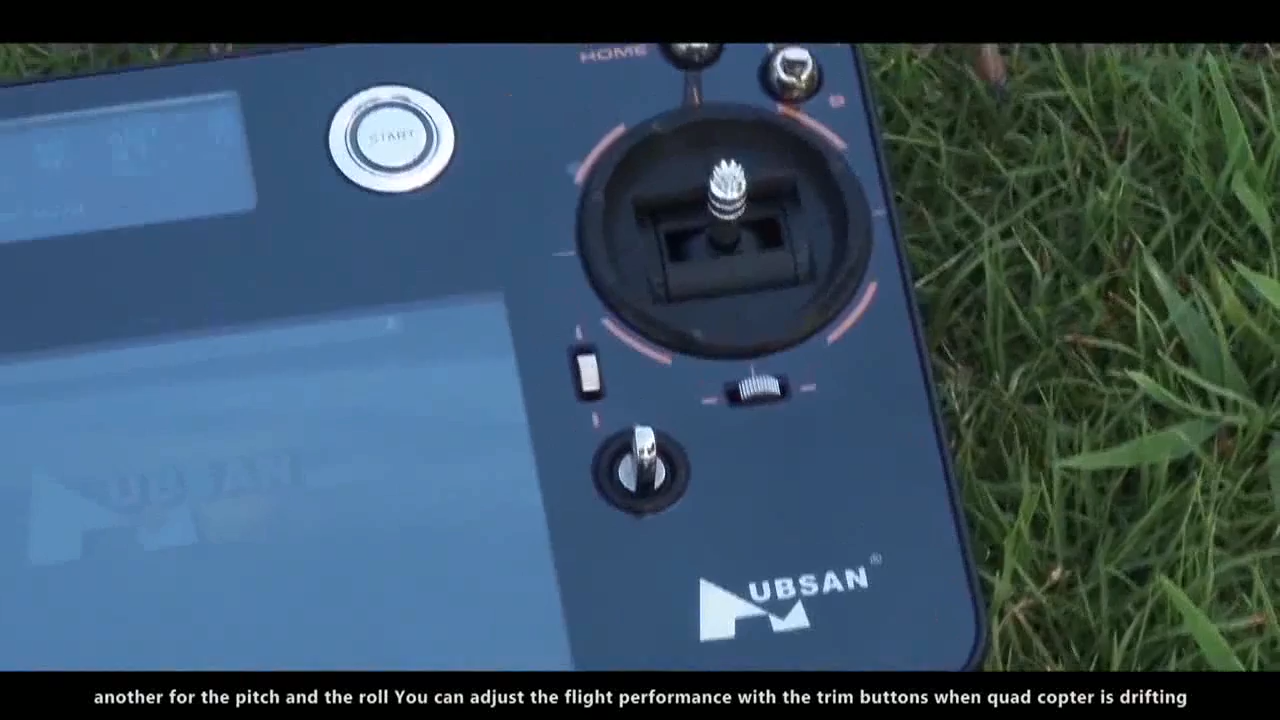 HOME
START
B
UBSAN
UBSAN®
another for the pitch and the roll You can adjust the flight performance with the trim buttons when quad copter is drifting